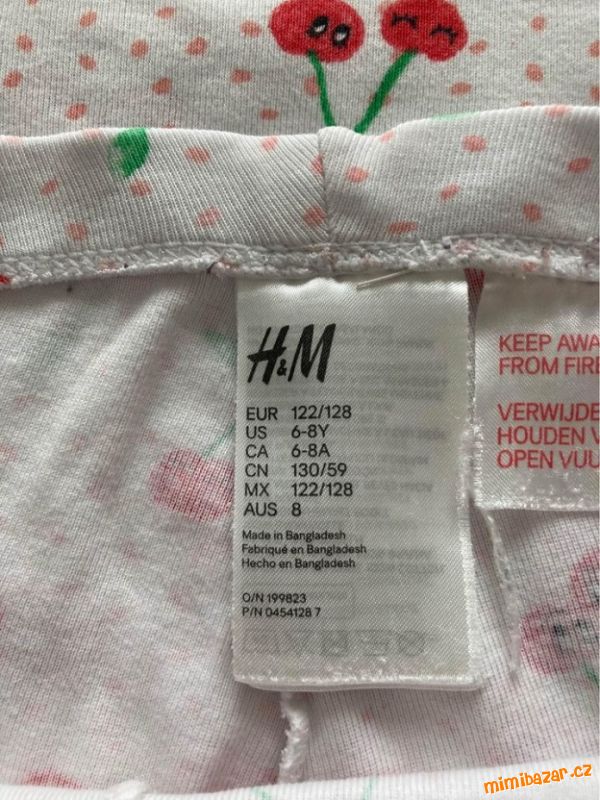 H&M
EUR 122/128
US 6-8Y
CA 6-8A
CN 130/59
MX 122/128
AUS 8
Made in Bangladesh
Fabriqué en Bangladesh
Hecho en Bangladesh
O/N 199823
P/N 0454128 7
KEEP AWA
FROM FIRE
VERWIJDE
HOUDEN V
OPEN VUU
mimibazar.cz